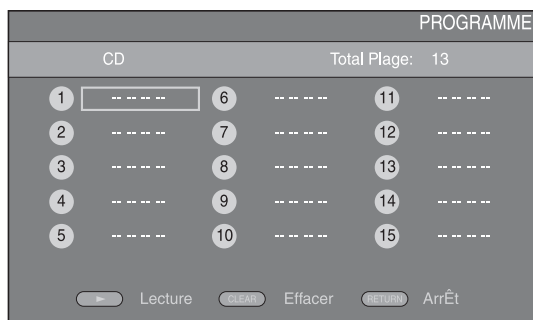 PROGRAMME
CD Total Plage: 13
1 -- -- -- -- 6 -- -- -- -- 11 -- -- -- --
2 -- -- -- -- 7 -- -- -- -- 12 -- -- -- --
3 -- -- -- -- 8 -- -- -- -- 13 -- -- -- --
4 -- -- -- -- 9 -- -- -- -- 14 -- -- -- --
5 -- -- -- -- 10 -- -- -- -- 15 -- -- -- --
Lecture CLEAR Effacer RETURN ArrÊt